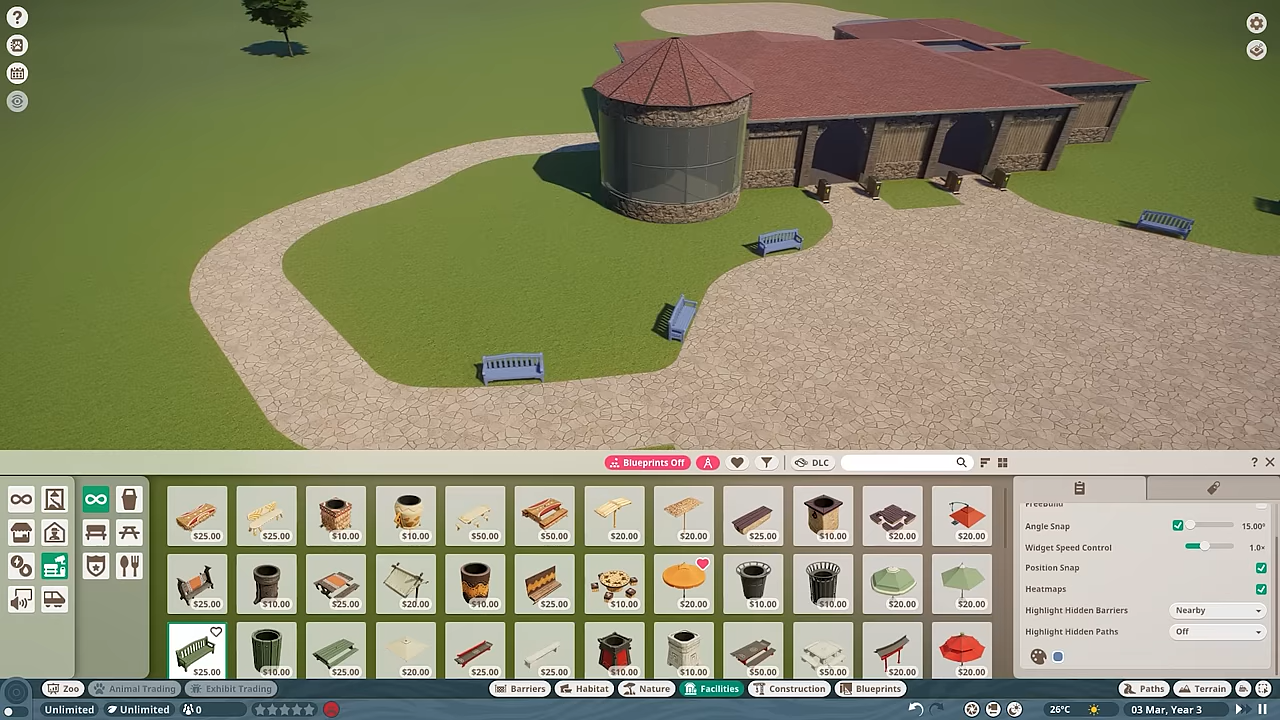 ?
Blueprints Off
DLC
?
$25.00 $25.00 $10.00 $10.00 $50.00 $50.00 $20.00 $20.00 $25.00 $10.00 $20.00 $20.00
$25.00 $10.00 $25.00 $20.00 $10.00 $25.00 $10.00 $20.00 $10.00 $10.00 $20.00 $20.00
$25.00 $10.00 $25.00 $20.00 $25.00 $25.00 $10.00 $10.00 $50.00 $50.00 $20.00 $20.00
FreeBuild
Angle Snap 15.00º
Widget Speed Control 1.0×
Position Snap
Heatmaps
Highlight Hidden Barriers Nearby
Highlight Hidden Paths Off
Zoo Animal Trading Exhibit Trading Barriers Habitat Nature Facilities Construction Blueprints Paths Terrain
Unlimited Unlimited 0 26°C 03 Mar, Year 3